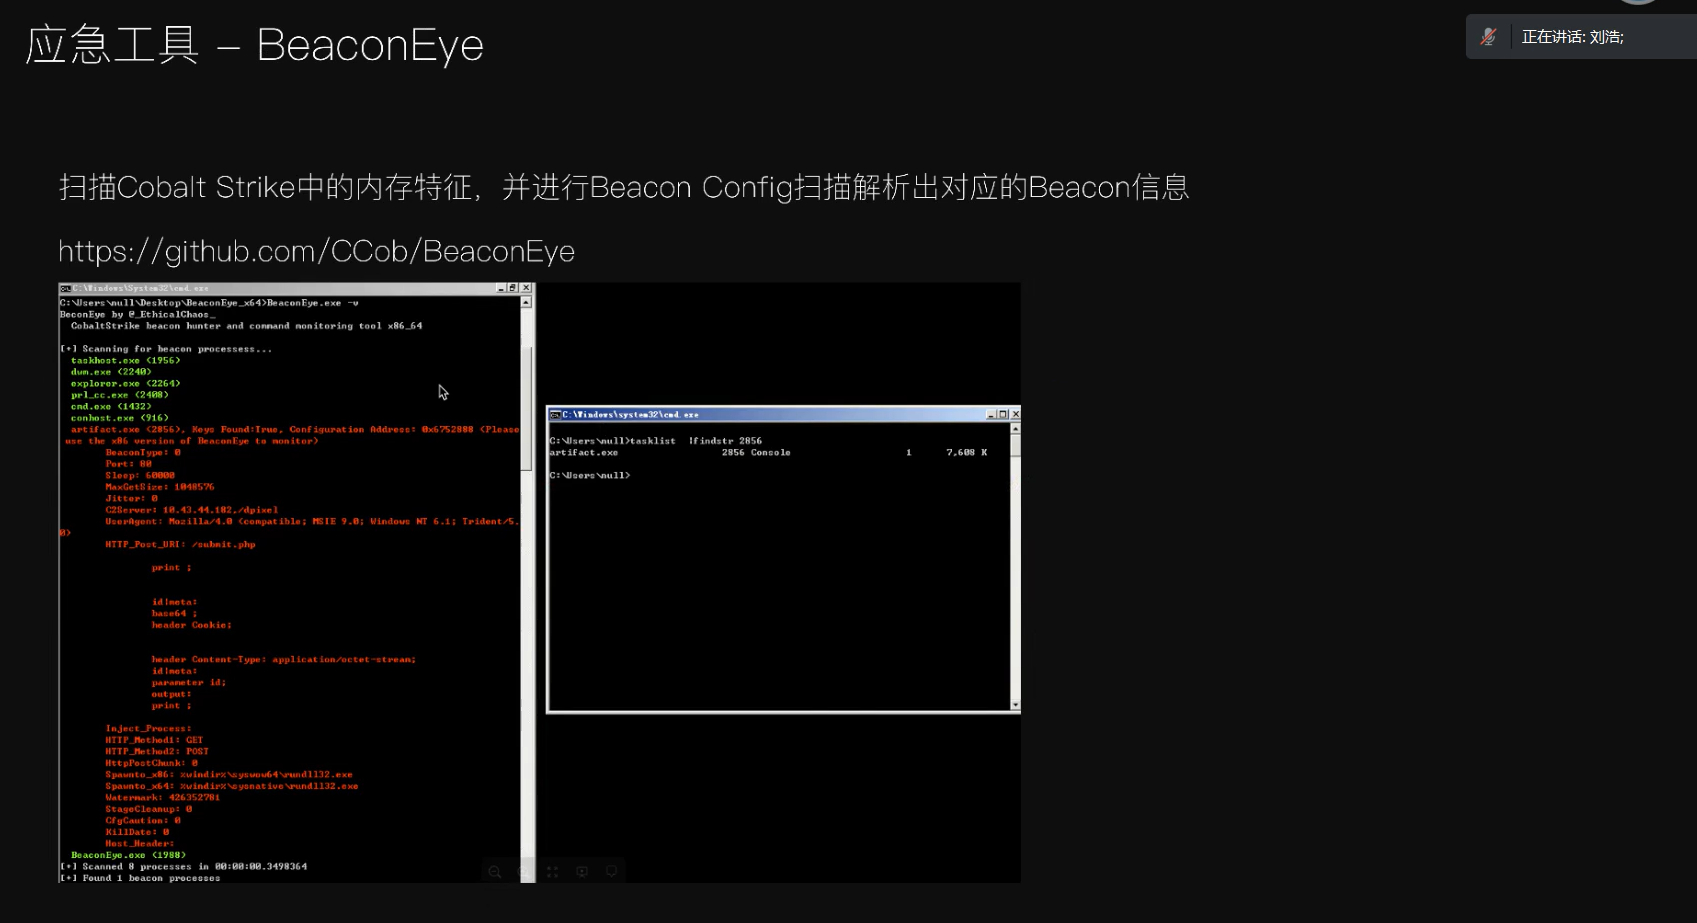 应急工具 – BeaconEye
正在讲话: 刘浩;
扫描Cobalt Strike中的内存特征，并进行Beacon Config扫描解析出对应的Beacon信息
https://github.com/CCob/BeaconEye
C:\Windows\System32\cmd.exe
C:\Users\null\Desktop\BeaconEye_x64>BeaconEye.exe -v
BeconEye by @_EthicalChaos_
CobaltStrike beacon hunter and command monitoring tool x86_64
[+] Scanning for beacon processess...
taskhost.exe (1956)
dwm.exe (2240)
explorer.exe (2264)
prl_cc.exe (2408)
cmd.exe (1432)
conhost.exe (916)
artifact.exe (2856), Keys Found:True, Configuration Address: 0x6752888 (Please
use the x86 version of BeaconEye to monitor)
BeaconType: 0
Port: 80
Sleep: 60000
MaxGetSize: 1048576
Jitter: 0
C2Server: 10.43.44.182,/dpixel
UserAgent: Mozilla/4.0 (compatible; MSIE 9.0; Windows NT 6.1; Trident/5.
0)
HTTP_Post_URI: /submit.php
print ;
id|meta:
base64 ;
header Cookie;
header Content-Type: application/octet-stream;
id|meta:
parameter id;
output:
print ;
Inject_Process:
HTTP_Method1: GET
HTTP_Method2: POST
HttpPostChunk: 0
Spawnto_x86: %windir%\syswow64\rundll32.exe
Spawnto_x64: %windir%\sysnative\rundll32.exe
Watermark: 426352781
StageCleanup: 0
CfgCaution: 0
KillDate: 0
Host_Header:
BeaconEye.exe (1988)
[+] Scanned 8 processes in 00:00:00.3498364
[+] Found 1 beacon processes
C:\Windows\system32\cmd.exe
C:\Users\null>tasklist |findstr 2856
artifact.exe 2856 Console 1 7,608 K
C:\Users\null>